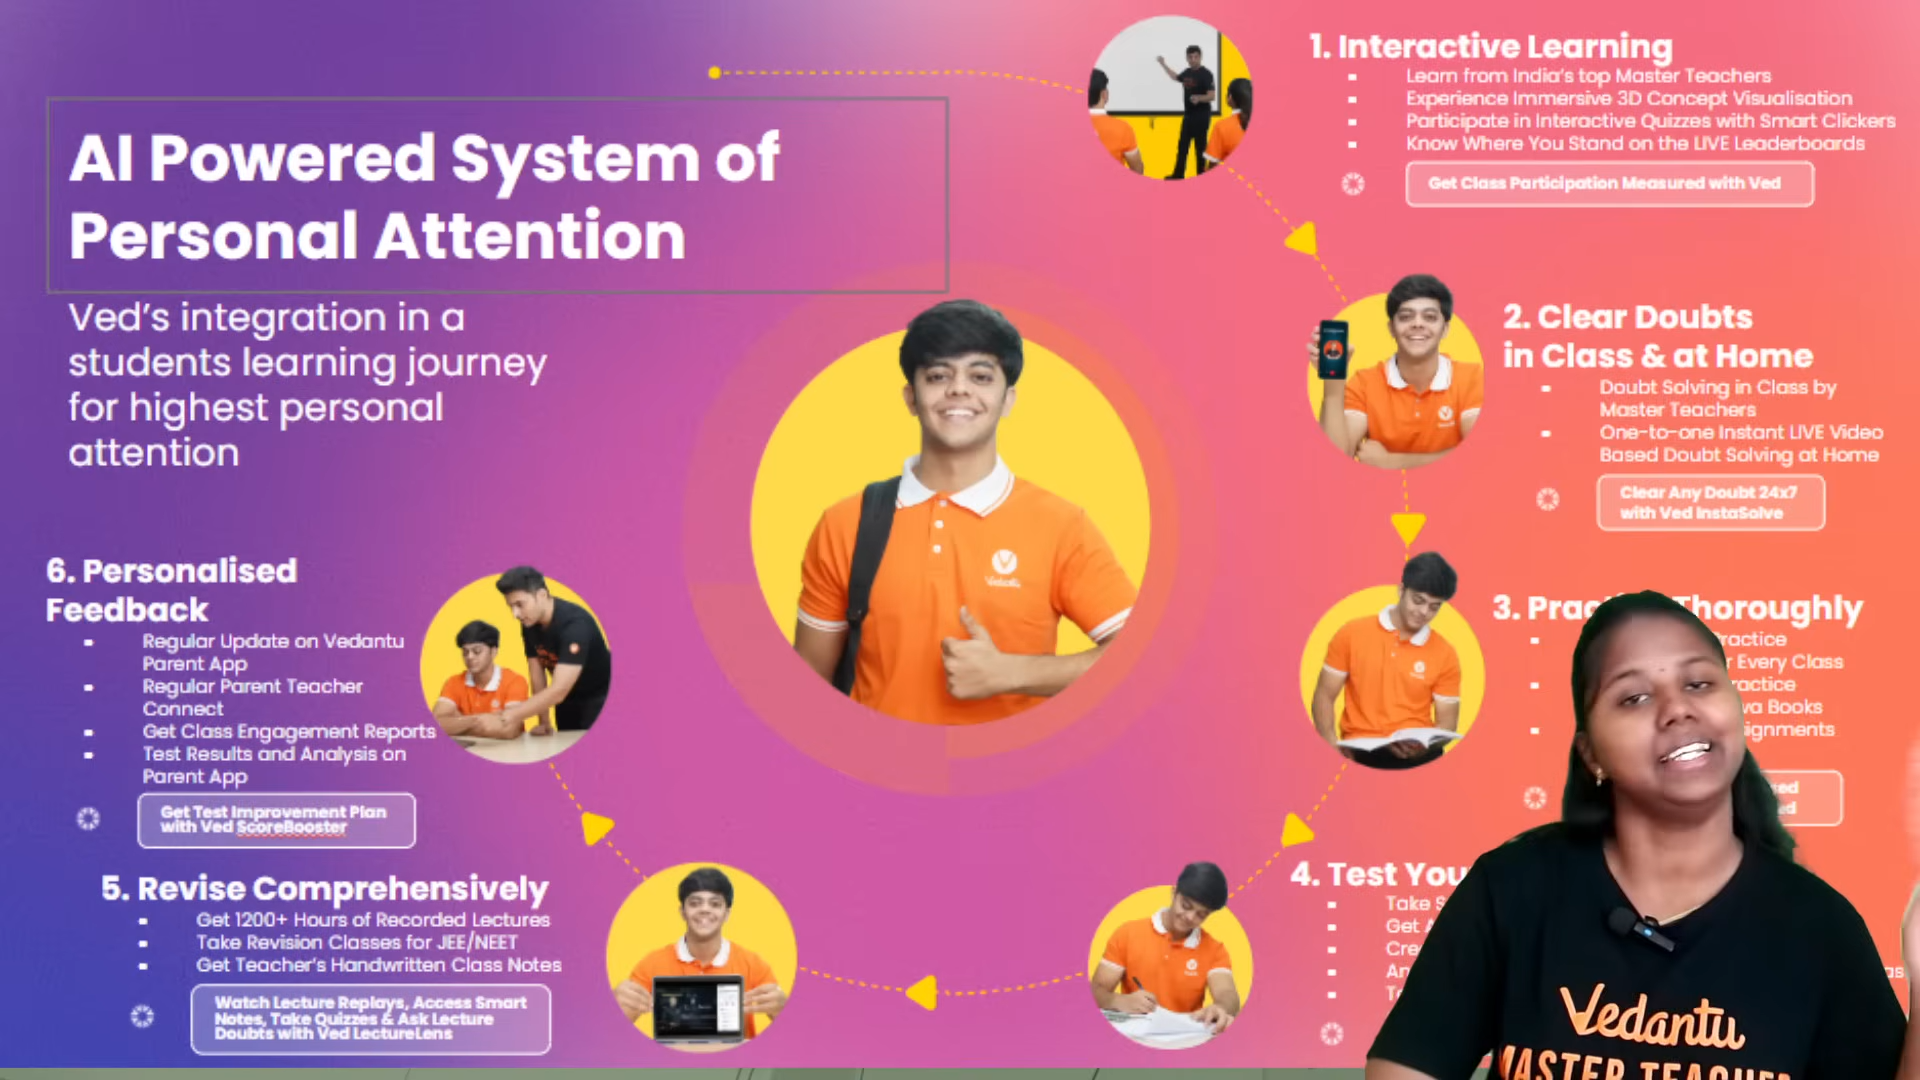 AI Powered System of
Personal Attention
Ved's integration in a
students learning journey
for highest personal
attention
1. Interactive Learning
Learn from India's top Master Teachers
Experience Immersive 3D Concept Visualisation
Participate in Interactive Quizzes with Smart Clickers
Know Where You Stand on the LIVE Leaderboards
Get Class Participation Measured with Ved
2. Clear Doubts
in Class & at Home
Doubt Solving in Class by
Master Teachers
One-to-one Instant LIVE Video
Based Doubt Solving at Home
Clear Any Doubt 24x7
with Ved InstaSolve
3. Thoroughly
Every Class
Books
4. Test
Take
Get
5. Revise Comprehensively
Get 1200+ Hours of Recorded Lectures
Take Revision Classes for JEE/NEET
Get Teacher's Handwritten Class Notes
Watch Lecture Replays, Access Smart
Notes, Take Quizzes & Ask Lecture
Doubts with Ved LectureLens
6. Personalised
Feedback
Regular Update on Vedantu
Parent App
Regular Parent Teacher
Connect
Get Class Engagement Reports
Test Results and Analysis on
Parent App
Get Test Improvement Plan
with Ved ScoreBooster
Vedantu
Vedantu
MASTER TEACHER